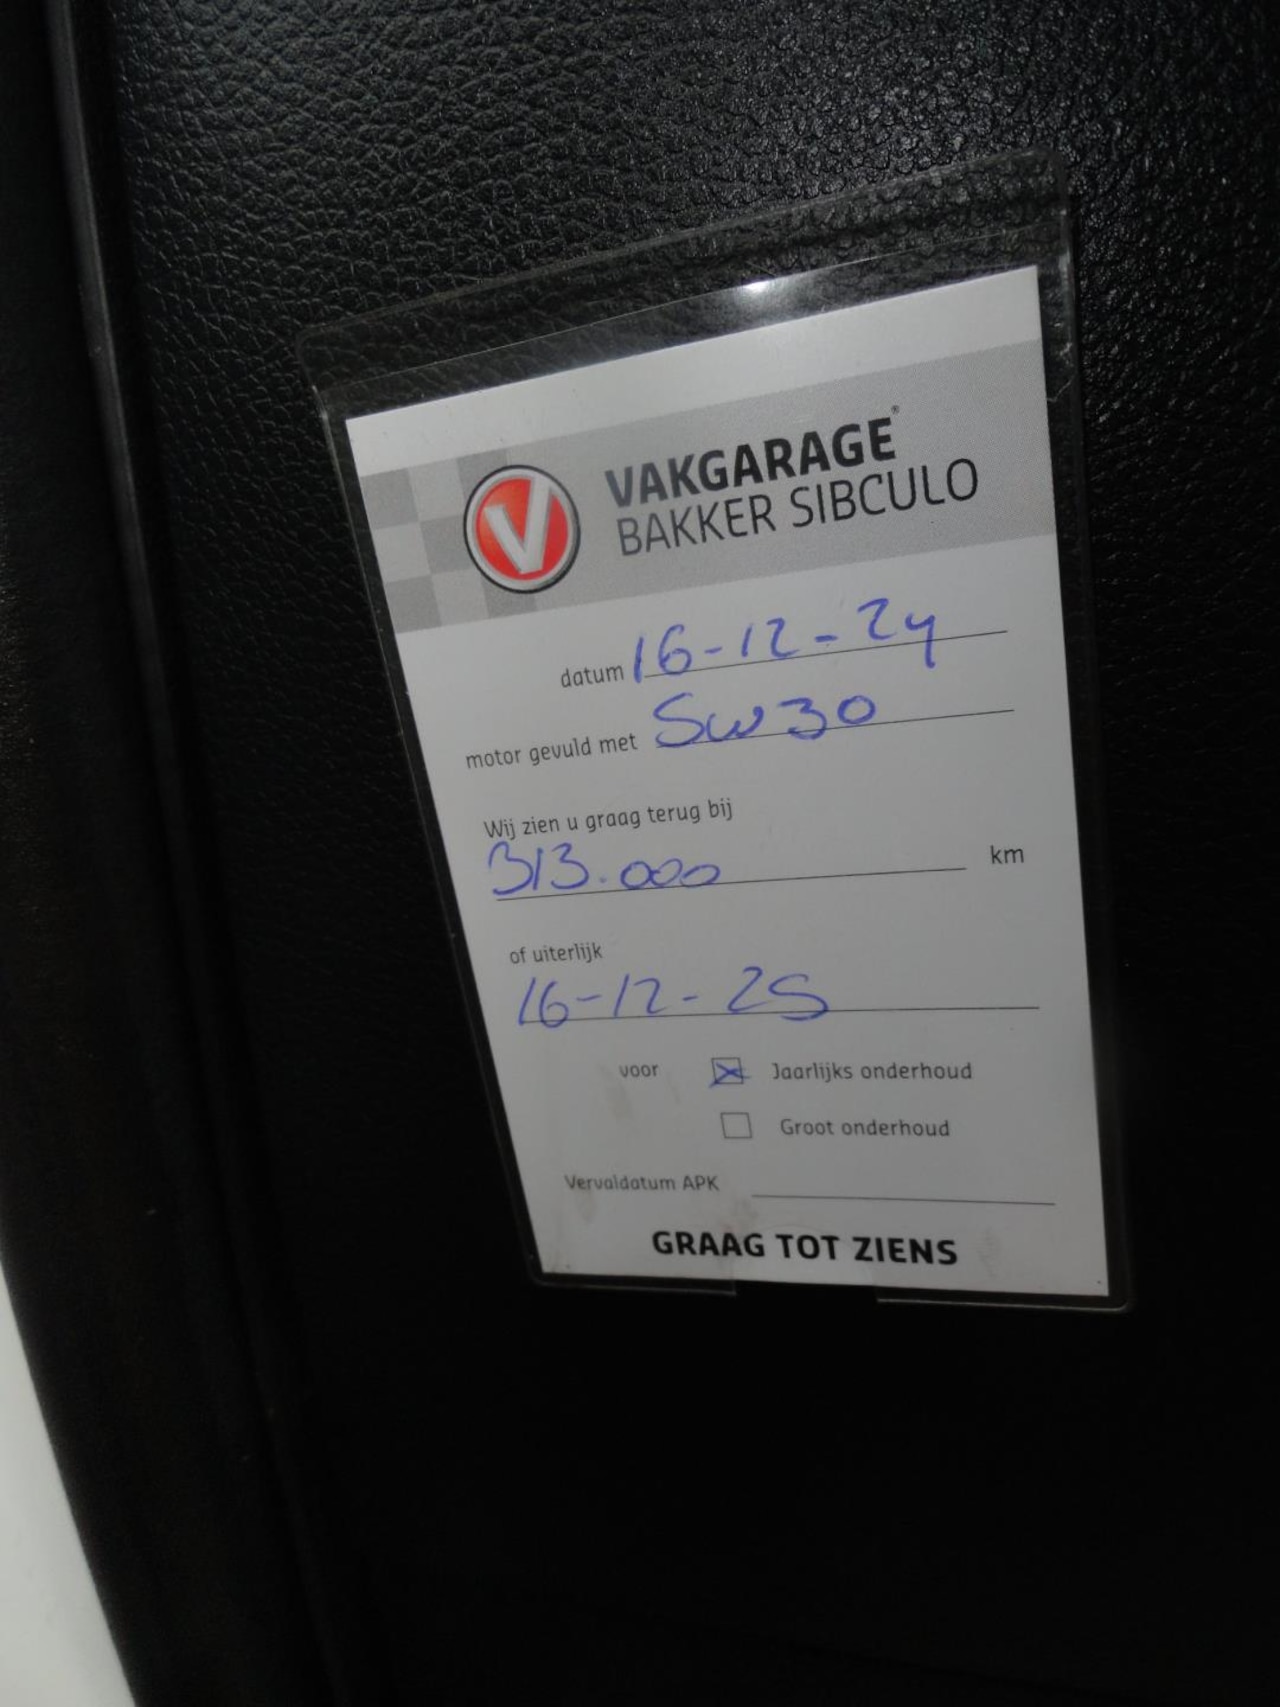 V
VAKGARAGE®
BAKKER SIBCULO
datum 16-12-24
motor gevuld met 5w30
Wij zien u graag terug bij
313.000 km
of uiterlijk
16-12-25
voor Jaarlijks onderhoud
Groot onderhoud
Vervaldatum APK
GRAAG TOT ZIENS